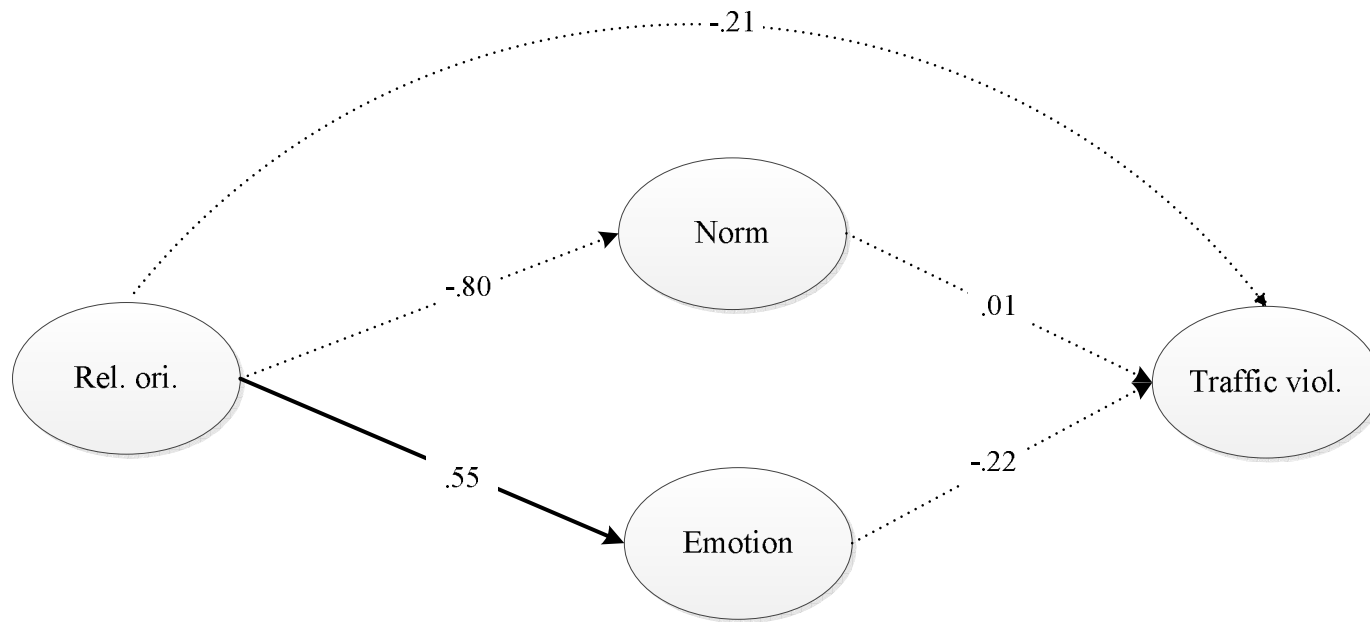 -.21
Norm
-.80
.01
Rel. ori.
Traffic viol.
.55
-.22
Emotion